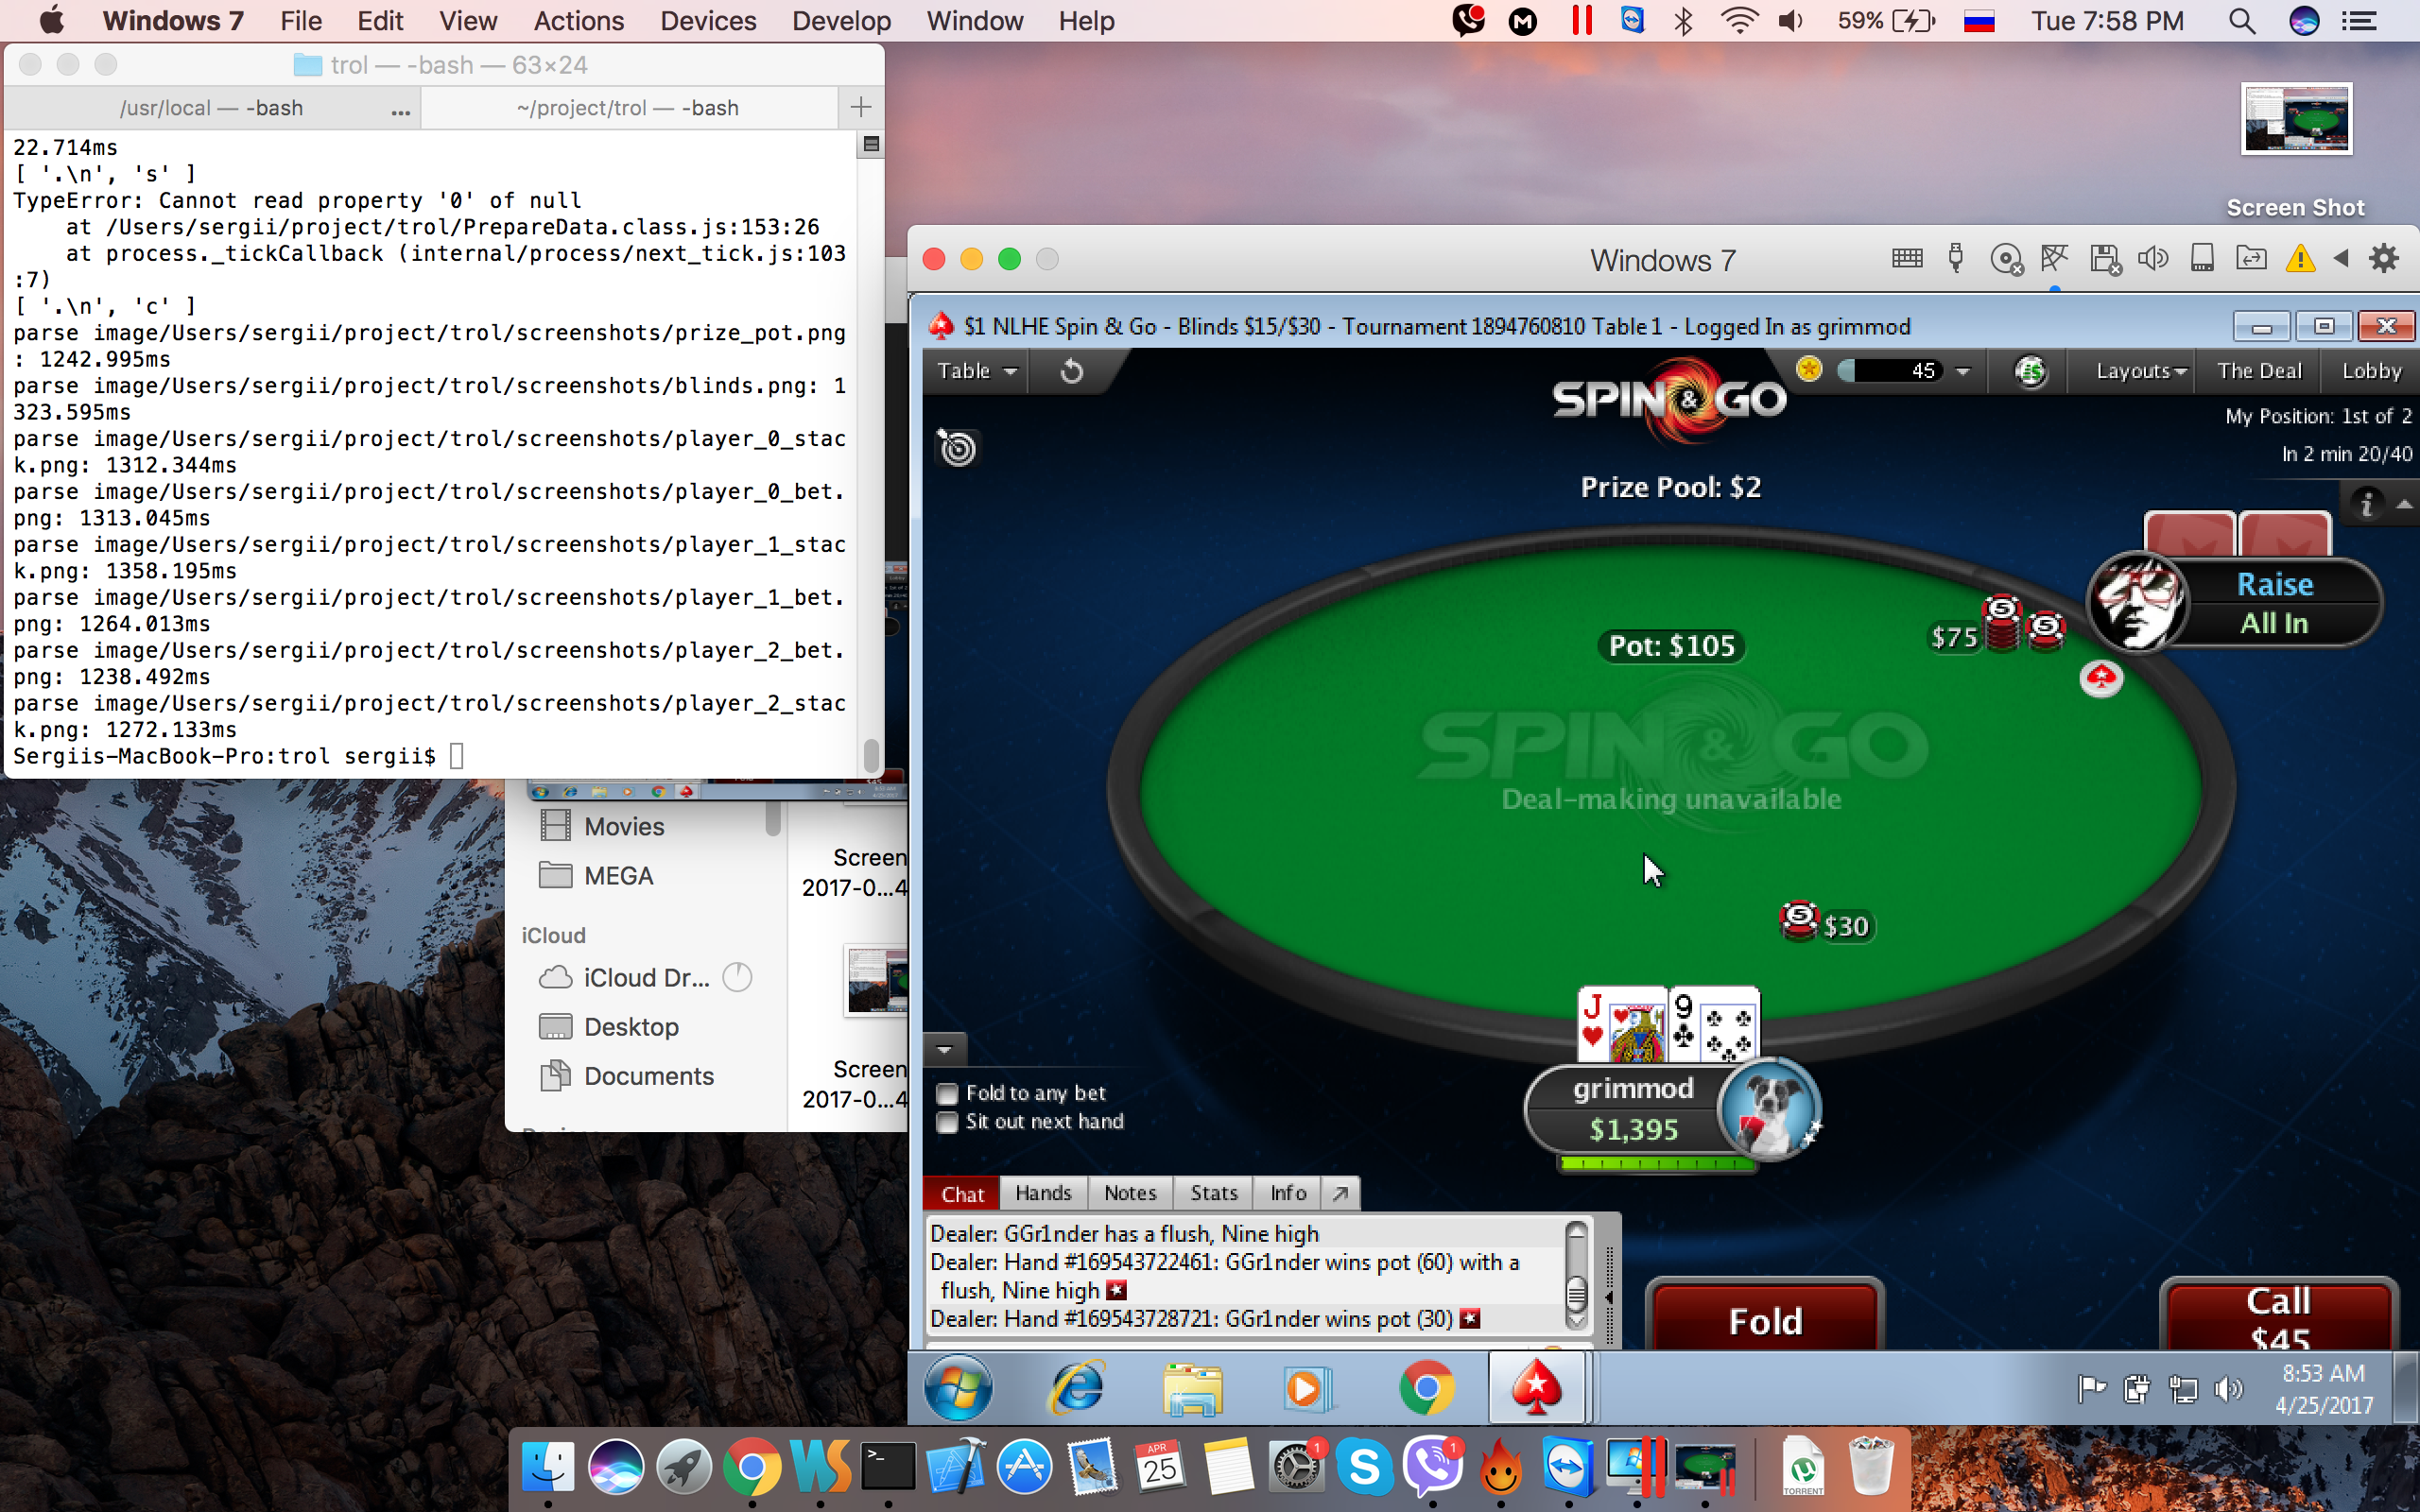 Windows 7 File Edit View Actions Devices Develop Window Help
59% Tue 7:58 PM
trol — -bash — 63×24
/usr/local — -bash ... ~/project/trol — -bash
22.714ms
[ '.\n', 's' ]
TypeError: Cannot read property '0' of null
at /Users/sergii/project/trol/PrepareData.class.js:153:26
at process._tickCallback (internal/process/next_tick.js:103
:7)
[ '.\n', 'c' ]
parse image/Users/sergii/project/trol/screenshots/prize_pot.png
: 1242.995ms
parse image/Users/sergii/project/trol/screenshots/blinds.png: 1
323.595ms
parse image/Users/sergii/project/trol/screenshots/player_0_stac
k.png: 1312.344ms
parse image/Users/sergii/project/trol/screenshots/player_0_bet.
png: 1313.045ms
parse image/Users/sergii/project/trol/screenshots/player_1_stac
k.png: 1358.195ms
parse image/Users/sergii/project/trol/screenshots/player_1_bet.
png: 1264.013ms
parse image/Users/sergii/project/trol/screenshots/player_2_bet.
png: 1238.492ms
parse image/Users/sergii/project/trol/screenshots/player_2_stac
k.png: 1272.133ms
Sergiis-MacBook-Pro:trol sergii$
Movies
MEGA
iCloud
iCloud Dr...
Desktop
Documents
Screen
2017-0...4
Screen
2017-0...4
Screen Shot
Windows 7
$1 NLHE Spin & Go - Blinds $15/$30 - Tournament 1894760810 Table 1 - Logged In as grimmod
Table
45
Layouts
The Deal
Lobby
SPIN & GO
My Position: 1st of 2
In 2 min 20/40
Prize Pool: $2
Raise
All In
Pot: $105
5
5
$75
SPIN & GO
Deal-making unavailable
5
$30
J
9
grimmod
$1,395
Fold to any bet
Sit out next hand
Chat Hands Notes Stats Info
Dealer: GGr1nder has a flush, Nine high
Dealer: Hand #169543722461: GGr1nder wins pot (60) with a
flush, Nine high
Dealer: Hand #169543728721: GGr1nder wins pot (30)
Fold
Call
$45
8:53 AM
4/25/2017
WS
APR
25
1
1
TORRENT